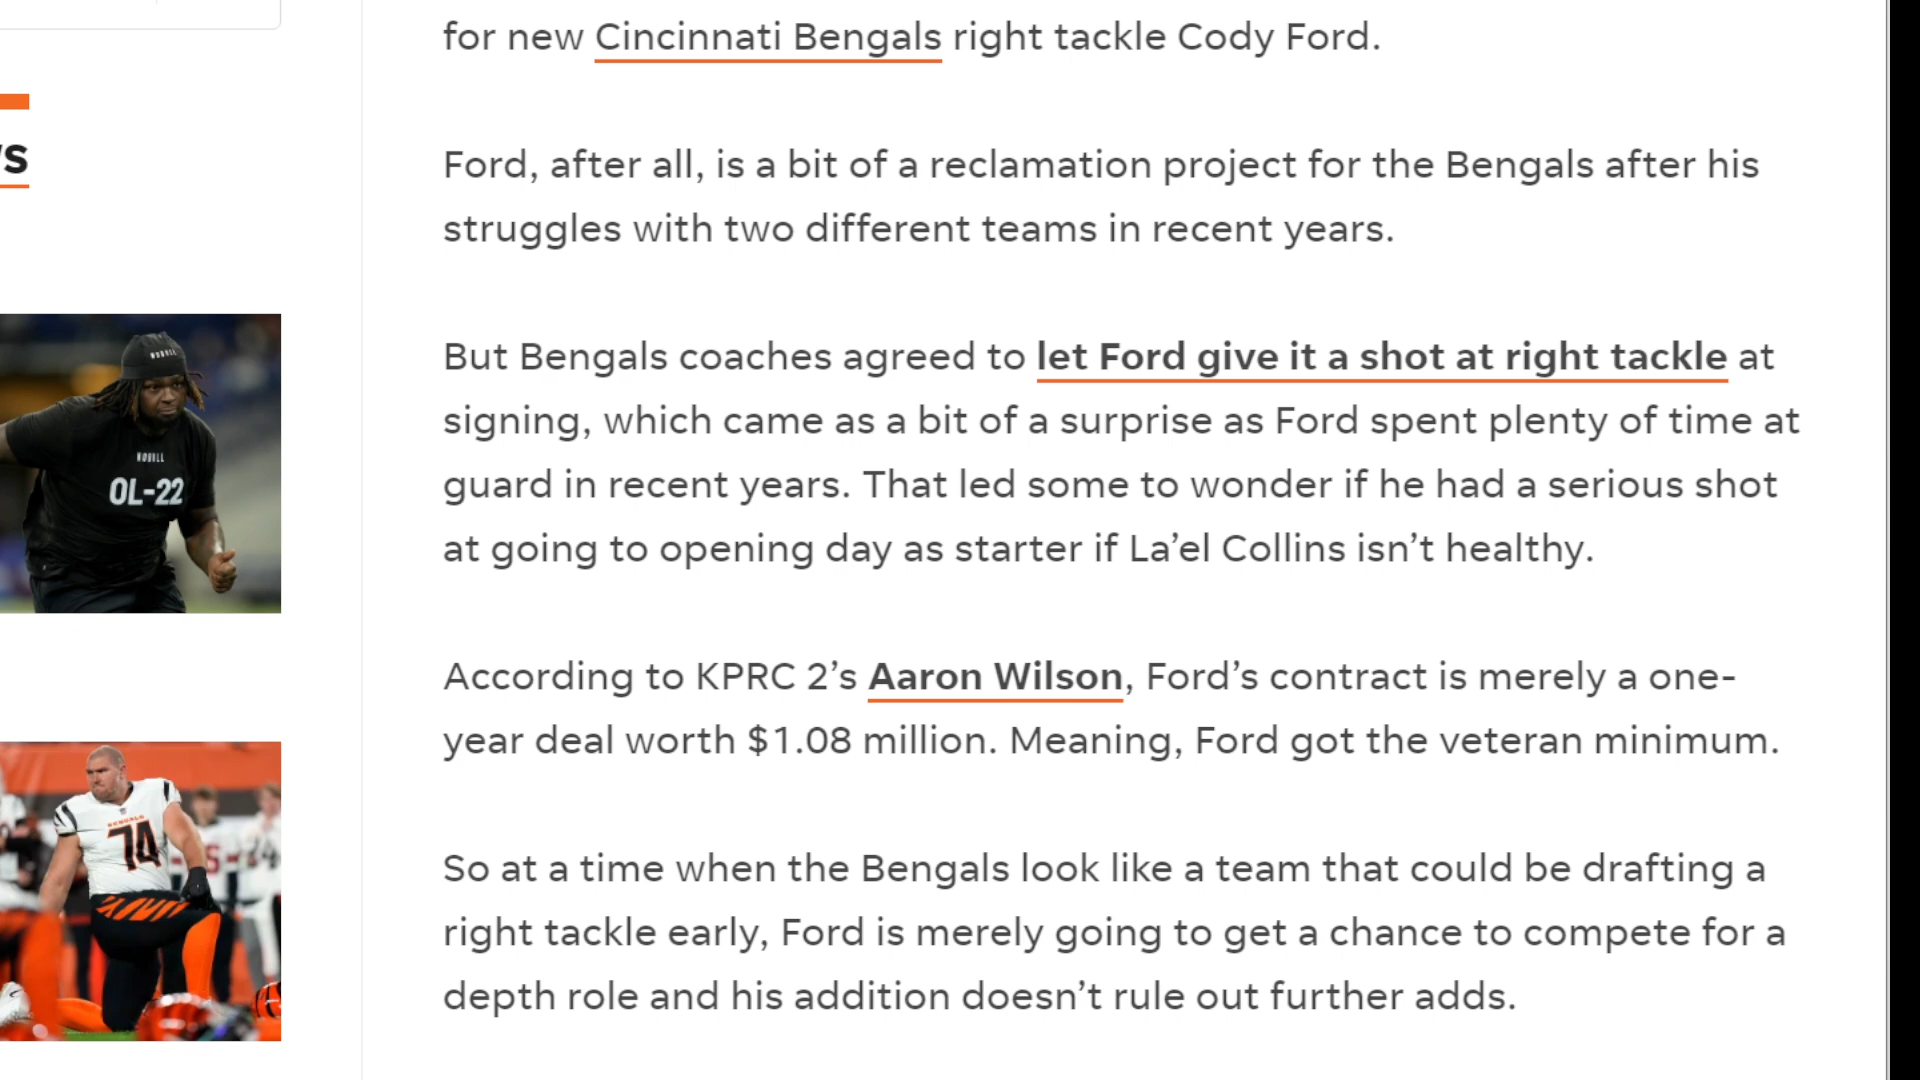 for new Cincinnati Bengals right tackle Cody Ford.
Ford, after all, is a bit of a reclamation project for the Bengals after his
struggles with two different teams in recent years.
But Bengals coaches agreed to let Ford give it a shot at right tackle at
signing, which came as a bit of a surprise as Ford spent plenty of time at
guard in recent years. That led some to wonder if he had a serious shot
at going to opening day as starter if La’el Collins isn’t healthy.
According to KPRC 2’s Aaron Wilson, Ford’s contract is merely a one-
year deal worth $1.08 million. Meaning, Ford got the veteran minimum.
So at a time when the Bengals look like a team that could be drafting a
right tackle early, Ford is merely going to get a chance to compete for a
depth role and his addition doesn’t rule out further adds.
NOBULL
NOBULL
OL-22
BENGALS
74